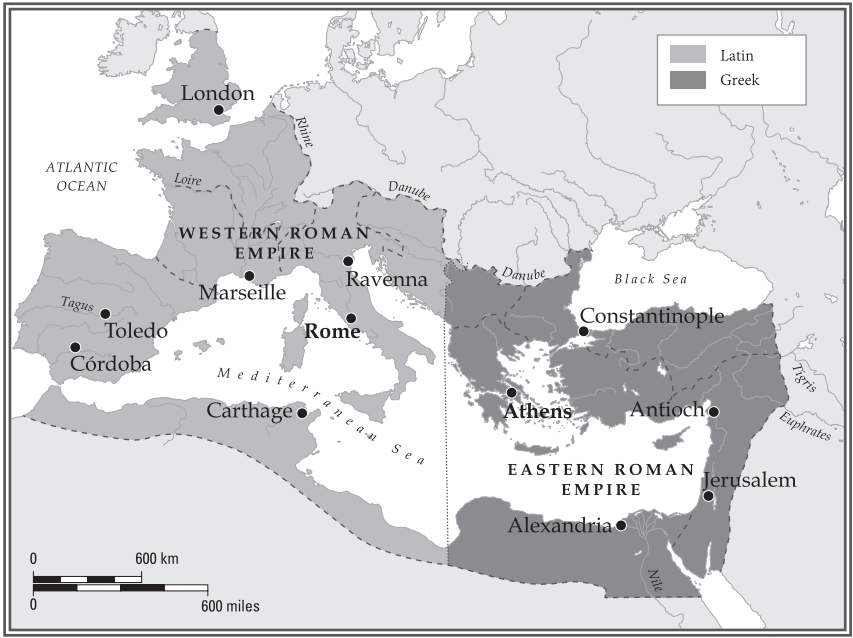 Latin
Greek
London
Rhine
ATLANTIC
OCEAN
Loire
Danube
WESTERN ROMAN
EMPIRE
Danube
Black Sea
Ravenna
Marseille
Tagus
Toledo
Rome
Constantinople
Córdoba
Mediterranean Sea
Tigris
Carthage
Athens
Antioch
Euphrates
EASTERN ROMAN
EMPIRE
Jerusalem
Alexandria
Nile
0 600 km
0 600 miles